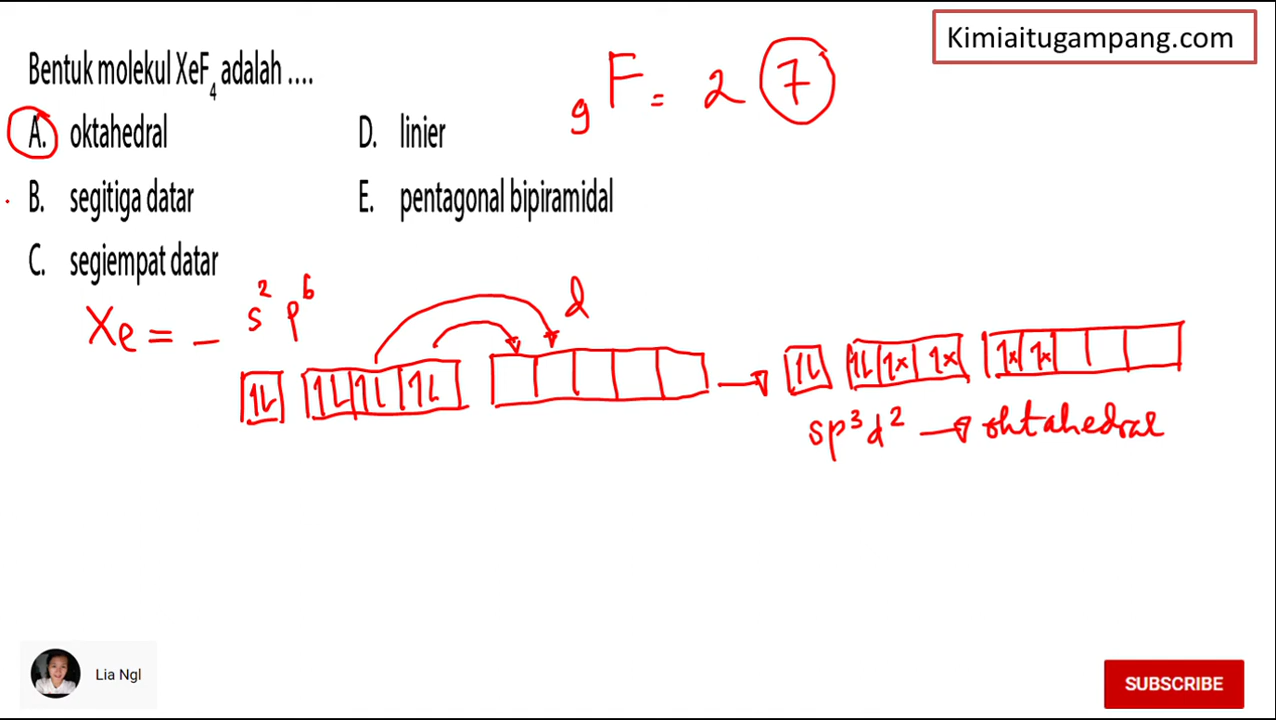 Kimiaitugampang.com
Bentuk molekul XeF4 adalah ....
9F = 2 7
A. oktahedral
D. linier
B. segitiga datar
E. pentagonal bipiramidal
C. segiempat datar
Xe = – s2 p6
d
sp3d2 → oktahedral
Lia Ngl
SUBSCRIBE